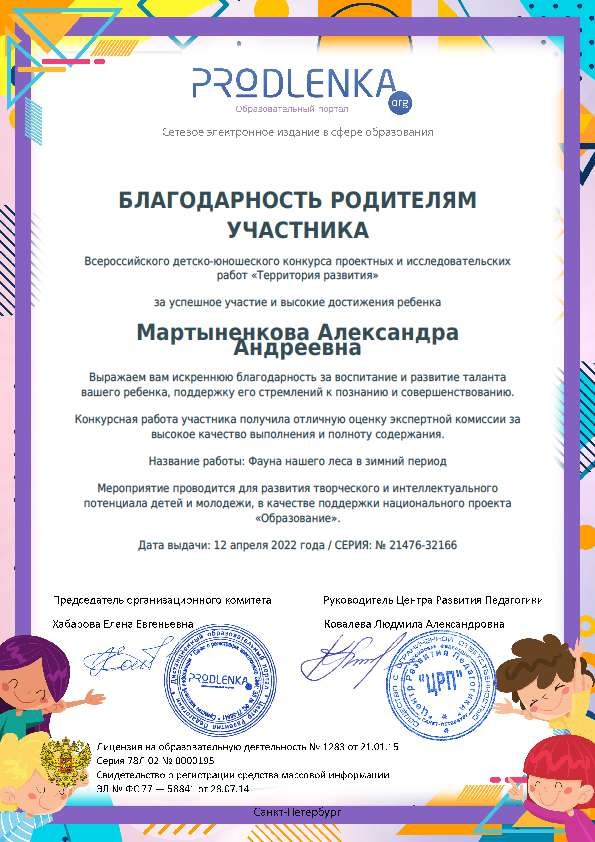 PRODLENKA
.org
Образовательный портал
Сетевое электронное издание в сфере образования
БЛАГОДАРНОСТЬ РОДИТЕЛЯМ
УЧАСТНИКА
Всероссийского детско-юношеского конкурса проектных и исследовательских
работ «Территория развития»
за успешное участие и высокие достижения ребенка
Мартыненкова Александра
Андреевна
Выражаем вам искреннюю благодарность за воспитание и развитие таланта
вашего ребенка, поддержку его стремлений к познанию и совершенствованию.
Конкурсная работа участника получила отличную оценку экспертной комиссии за
высокое качество выполнения и полноту содержания.
Название работы: Фауна нашего леса в зимний период
Мероприятие проводится для развития творческого и интеллектуального
потенциала детей и молодежи, в качестве поддержки национального проекта
«Образование».
Дата выдачи: 12 апреля 2022 года / СЕРИЯ: № 21476-32166
Председатель организационного комитета
Руководитель Центра Развития Педагогики
Хабарова Елена Евгеньевна
Ковалева Людмила Александровна
PRODLENKA
"ЦРП"
Центр Развития Педагогики
Лицензия на образовательную деятельность № 1283 от 21.01.15
Серия 78Л02 № 0000195
Свидетельство о регистрации средства массовой информации
ЭЛ № ФС 77 — 58841 от 28.07.14
Санкт-Петербург